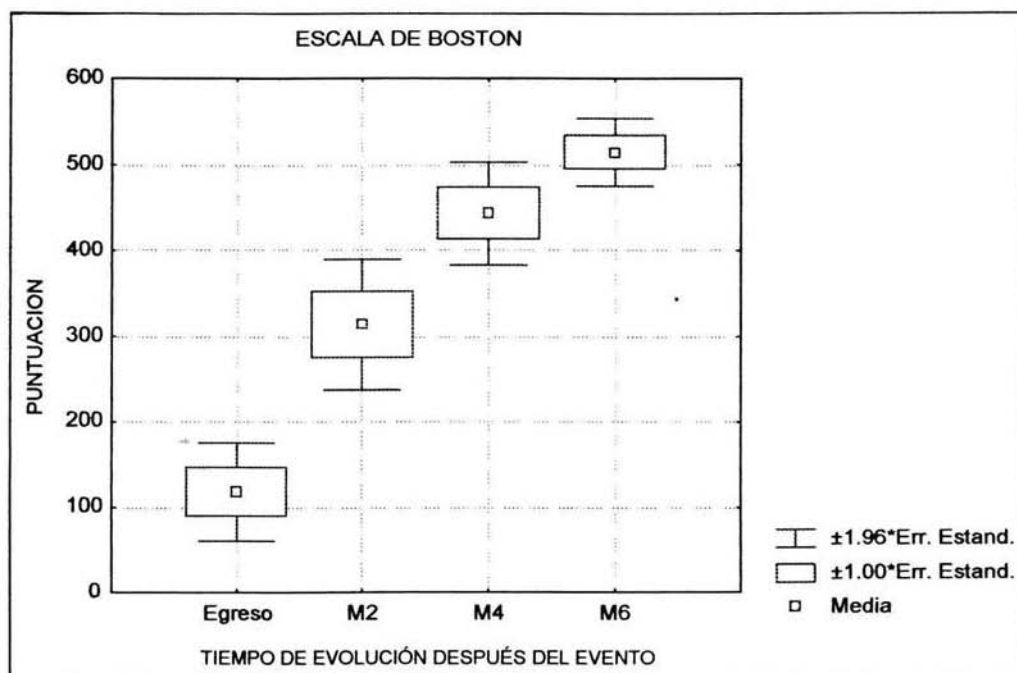 ESCALA DE BOSTON
600
500
400
300
200
100
0
PUNTUACION
Egreso
M2
M4
M6
TIEMPO DE EVOLUCIÓN DESPUÉS DEL EVENTO
±1.96*Err. Estand.
±1.00*Err. Estand.
Media